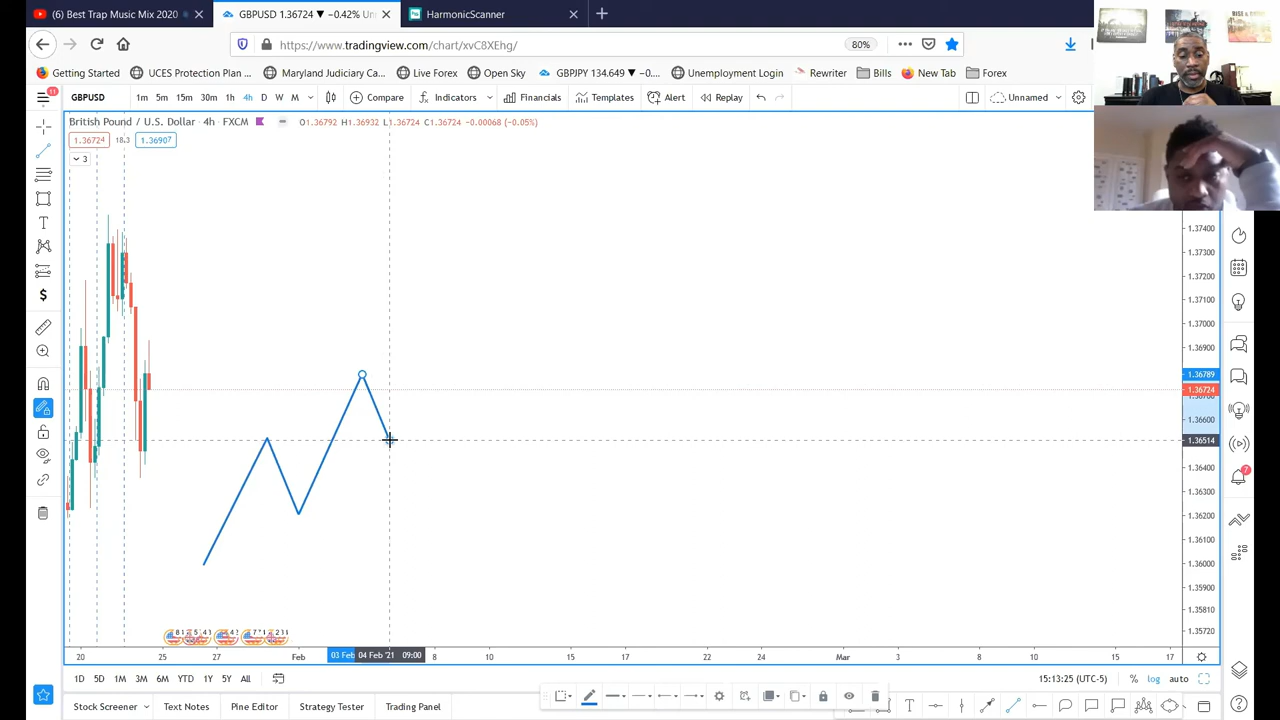 (6) Best Trap Music Mix 2020
GBPUSD 1.36724 ▼ −0.42% Unnamed
HarmonicScanner
https://www.tradingview.com/chart/xvC8XEhg/
80%
Getting Started
UCES Protection Plan ...
Maryland Judiciary Ca...
Live Forex
Open Sky
GBPJPY 134.649 ▼ −0....
Unemployment Login
Rewriter
Bills
New Tab
Forex
11
GBPUSD
1m 5m 15m 30m 1h 4h D W M
Compare
Indicators
Financials
Templates
Alert
Replay
Unnamed
British Pound / U.S. Dollar · 4h · FXCM
O1.36792 H1.36932 L1.36724 C1.36724 −0.00068 (−0.05%)
1.36724
18.3
1.36907
3
1.37400
1.37300
1.37200
1.37100
1.37000
1.36900
1.36789
1.36724
1.36600
1.36514
1.36400
1.36300
1.36200
1.36100
1.36000
1.35900
1.35810
1.35720
7
20 25 27 Feb 03 Feb 04 Feb '21 09:00 8 10 15 17 22 24 Mar 3 8 10 15 17
1D 5D 1M 3M 6M YTD 1Y 5Y All
15:13:25 (UTC-5)
% log auto
Stock Screener
Text Notes
Pine Editor
Strategy Tester
Trading Panel